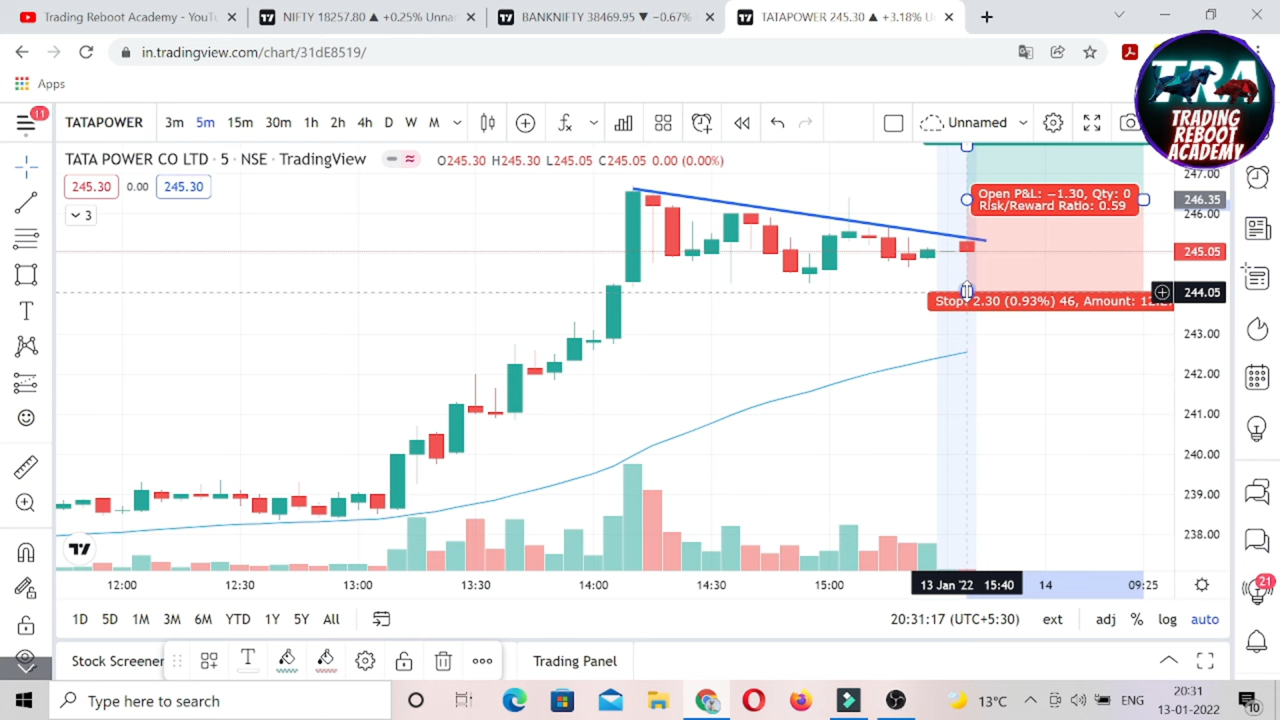 Trading Reboot Academy - YouT
NIFTY 18257.80 ▲ +0.25% Unna
BANKNIFTY 38469.95 ▼ −0.67%
TATAPOWER 245.30 ▲ +3.18% U
in.tradingview.com/chart/31dE8519/
Apps
TRA
TRADING
REBOOT
ACADEMY
11
TATAPOWER 3m 5m 15m 30m 1h 2h 4h D W M Unnamed
TATA POWER CO LTD · 5 · NSE · TradingView
O245.30 H245.30 L245.05 C245.05 0.00 (0.00%)
245.30 0.00 245.30
3
247.00
246.35
246.00
245.05
244.05
243.00
242.00
241.00
240.00
239.00
238.00
Open P&L: −1.30, Qty: 0
Risk/Reward Ratio: 0.59
Stop: 2.30 (0.93%) 46, Amount:
12:00 12:30 13:00 13:30 14:00 14:30 15:00 13 Jan '22 15:40 14 09:25
21
1D 5D 1M 3M 6M YTD 1Y 5Y All
20:31:17 (UTC+5:30) ext adj % log auto
Stock Screener
Trading Panel
Type here to search
13°C
ENG
20:31
13-01-2022
10